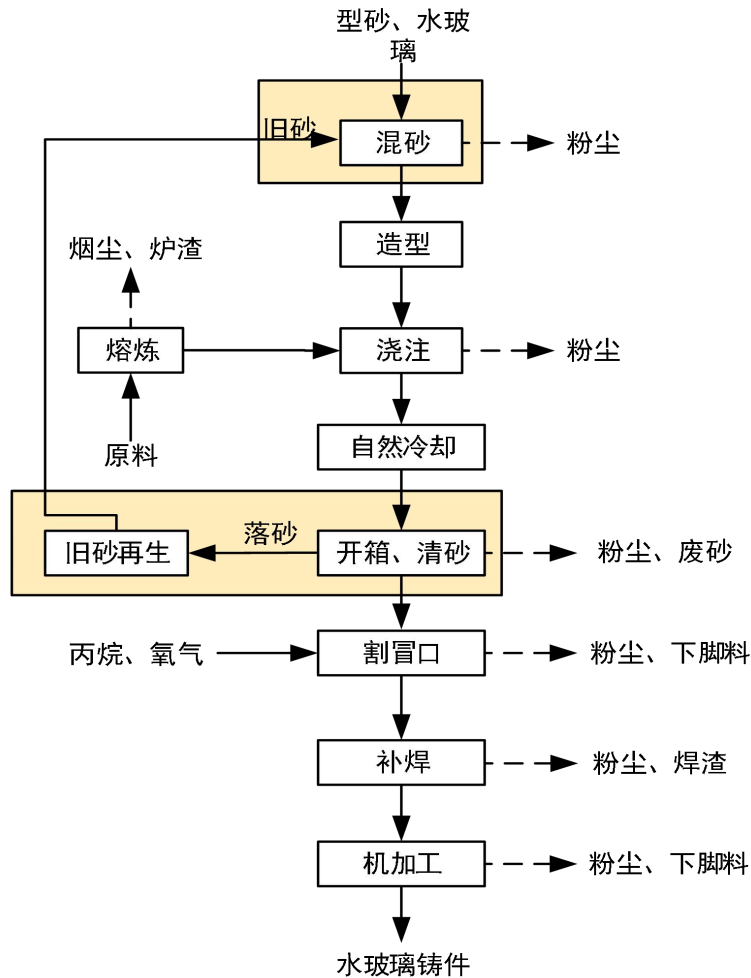 型砂、水玻
璃
旧砂
混砂
粉尘
造型
烟尘、炉渣
熔炼
浇注
粉尘
原料
自然冷却
旧砂再生
落砂
开箱、清砂
粉尘、废砂
丙烷、氧气
割冒口
粉尘、下脚料
补焊
粉尘、焊渣
机加工
粉尘、下脚料
水玻璃铸件